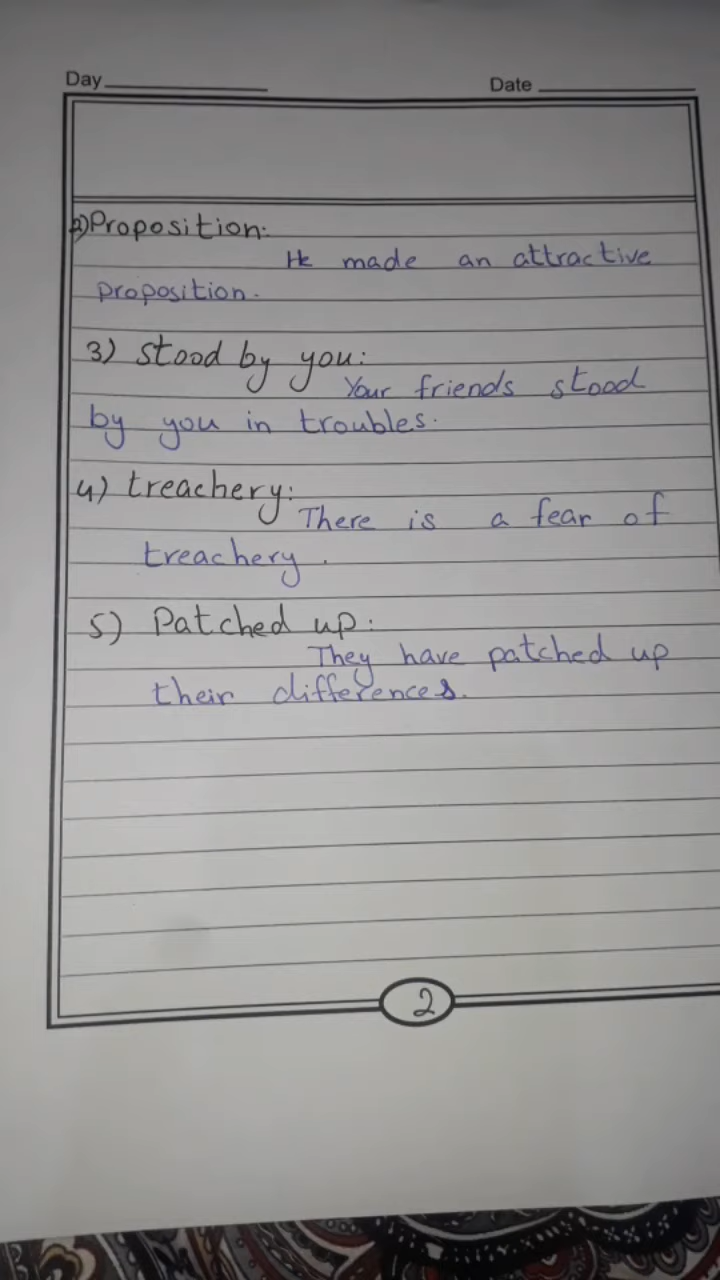 Day Date
2) Proposition:
He made an attractive
proposition.
3) stood by you:
Your friends stood
by you in troubles.
4) treachery:
There is a fear of
treachery.
5) Patched up:
They have patched up
their differences.
2